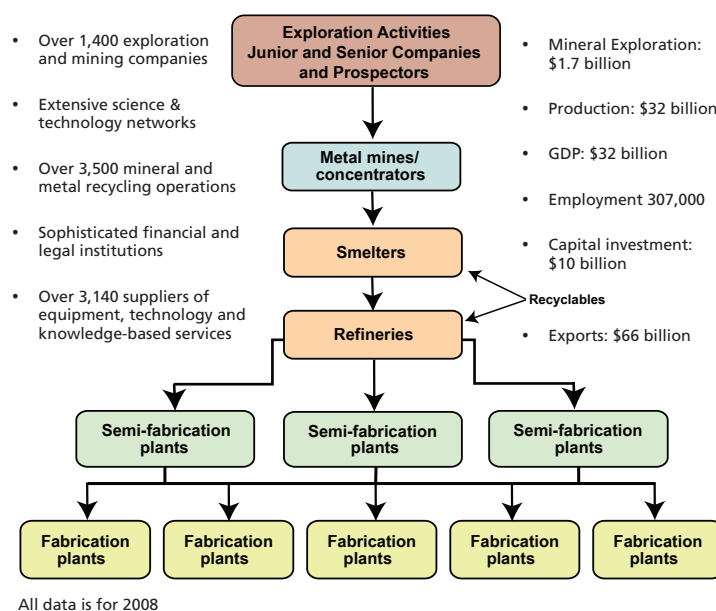 • Over 1,400 exploration
and mining companies
• Extensive science &
technology networks
• Over 3,500 mineral and
metal recycling operations
• Sophisticated financial and
legal institutions
• Over 3,140 suppliers of
equipment, technology and
knowledge-based services
Exploration Activities
Junior and Senior Companies
and Prospectors
Metal mines/
concentrators
Smelters
Recyclables
Refineries
• Mineral Exploration:
$1.7 billion
• Production: $32 billion
• GDP: $32 billion
• Employment 307,000
• Capital investment:
$10 billion
• Exports: $66 billion
Semi-fabrication
plants
Semi-fabrication
plants
Semi-fabrication
plants
Fabrication
plants
Fabrication
plants
Fabrication
plants
Fabrication
plants
Fabrication
plants
All data is for 2008